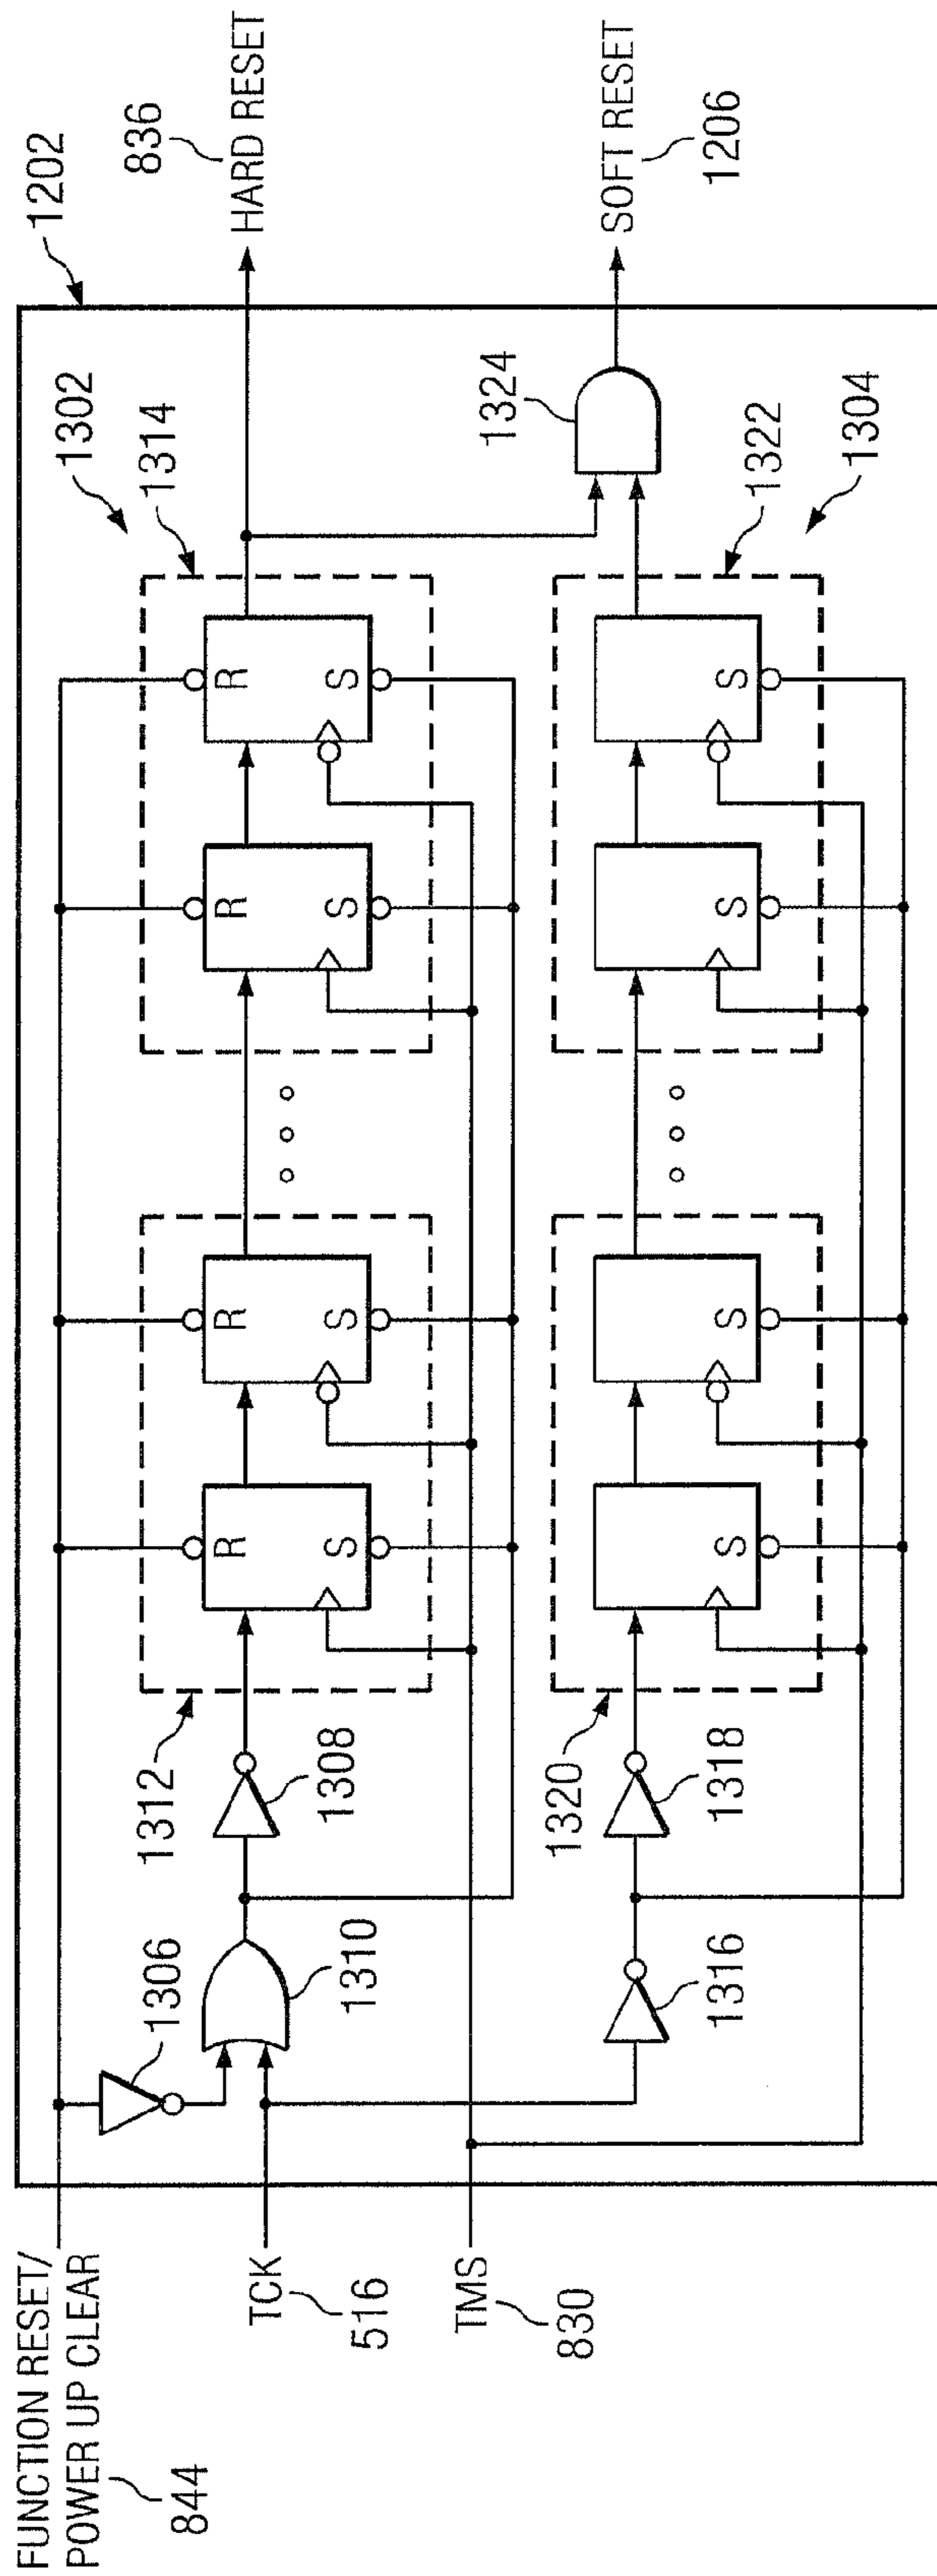 FUNCTION RESET/
POWER UP CLEAR
844
TCK
516
TMS
830
1306
1310
1316
1308
1318
1312
1320
R
S
R
S
R
S
R
S
S
S
S
S
1302
1314
1322
1304
1324
1202
836
HARD RESET
SOFT RESET
1206